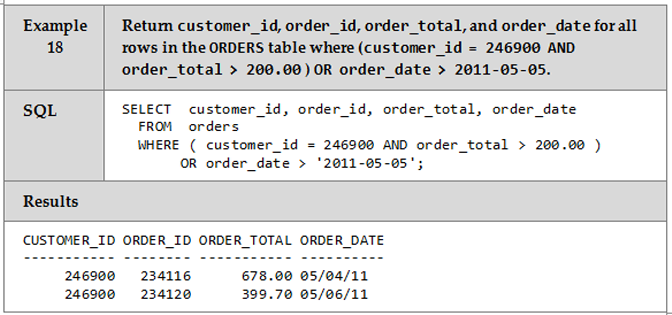 Example 18
Return customer_id, order_id, order_total, and order_date for all
rows in the ORDERS table where (customer_id = 246900 AND
order_total > 200.00) OR order_date > 2011-05-05.
SQL
SELECT customer_id, order_id, order_total, order_date
FROM orders
WHERE ( customer_id = 246900 AND order_total > 200.00 )
OR order_date > '2011-05-05';
Results
CUSTOMER_ID ORDER_ID ORDER_TOTAL ORDER_DATE
----------- -------- ----------- ----------
246900 234116 678.00 05/04/11
246900 234120 399.70 05/06/11